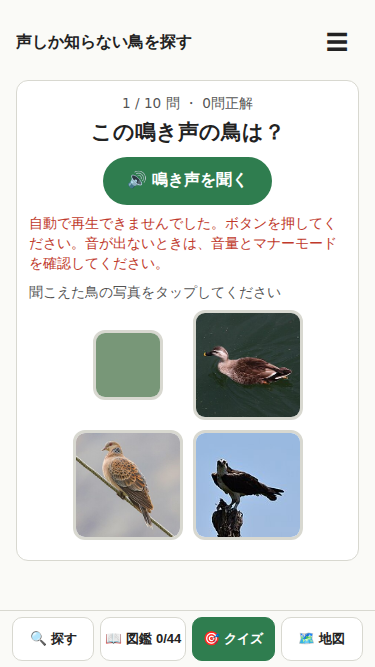 声しか知らない鳥を探す
1 / 10 問 ・ 0問正解
この鳴き声の鳥は？
🔊 鳴き声を聞く
自動で再生できませんでした。ボタンを押してく
ださい。音が出ないときは、音量とマナーモード
を確認してください。
聞こえた鳥の写真をタップしてください
🔍 探す
📖 図鑑 0/44
🎯 クイズ
🗺️ 地図